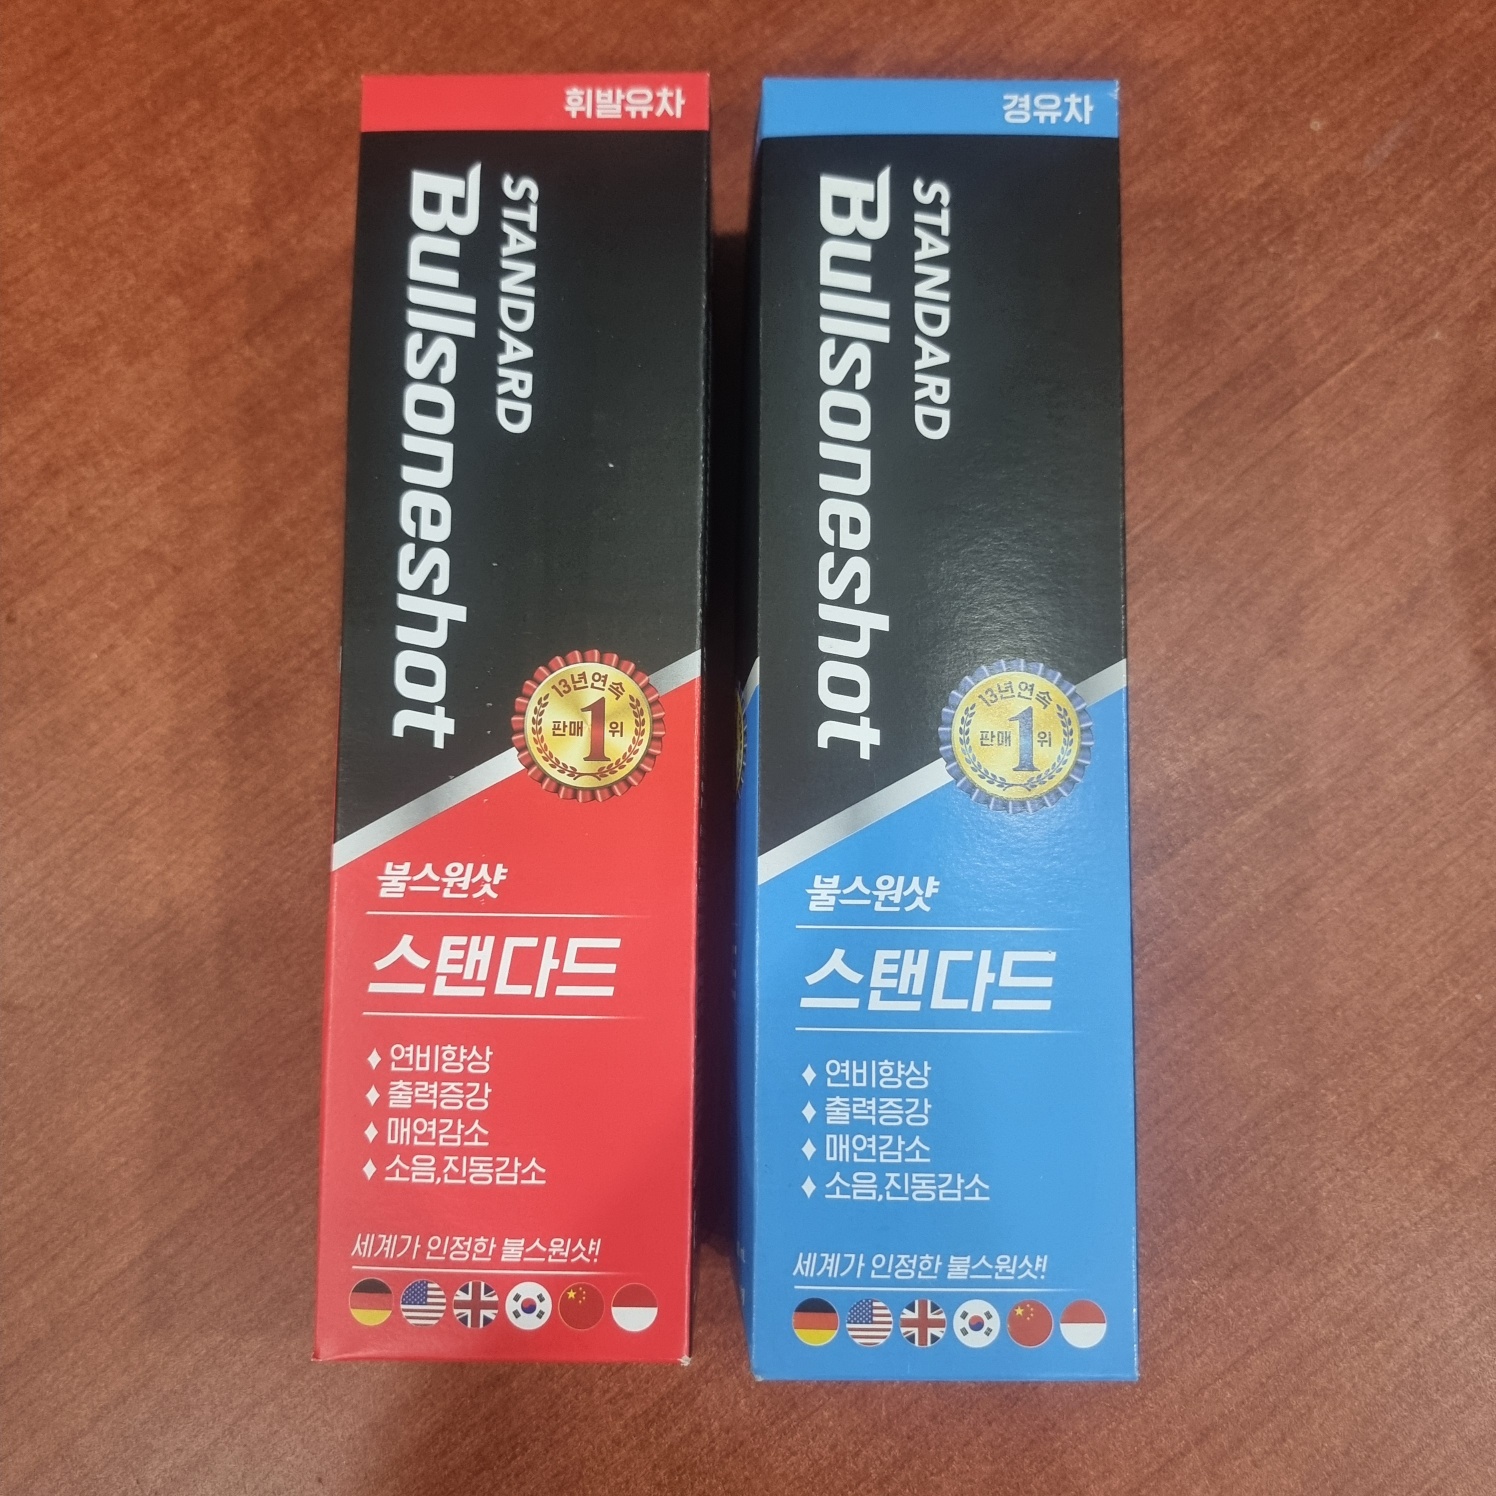 휘발유차
STANDARD
Bullsoneshot
13년연속
판매 1 위
불스원샷
스탠다드
♦ 연비향상
♦ 출력증강
♦ 매연감소
♦ 소음,진동감소
세계가 인정한 불스원샷!
경유차
STANDARD
Bullsoneshot
13년연속
판매 1 위
불스원샷
스탠다드
♦ 연비향상
♦ 출력증강
♦ 매연감소
♦ 소음,진동감소
세계가 인정한 불스원샷!